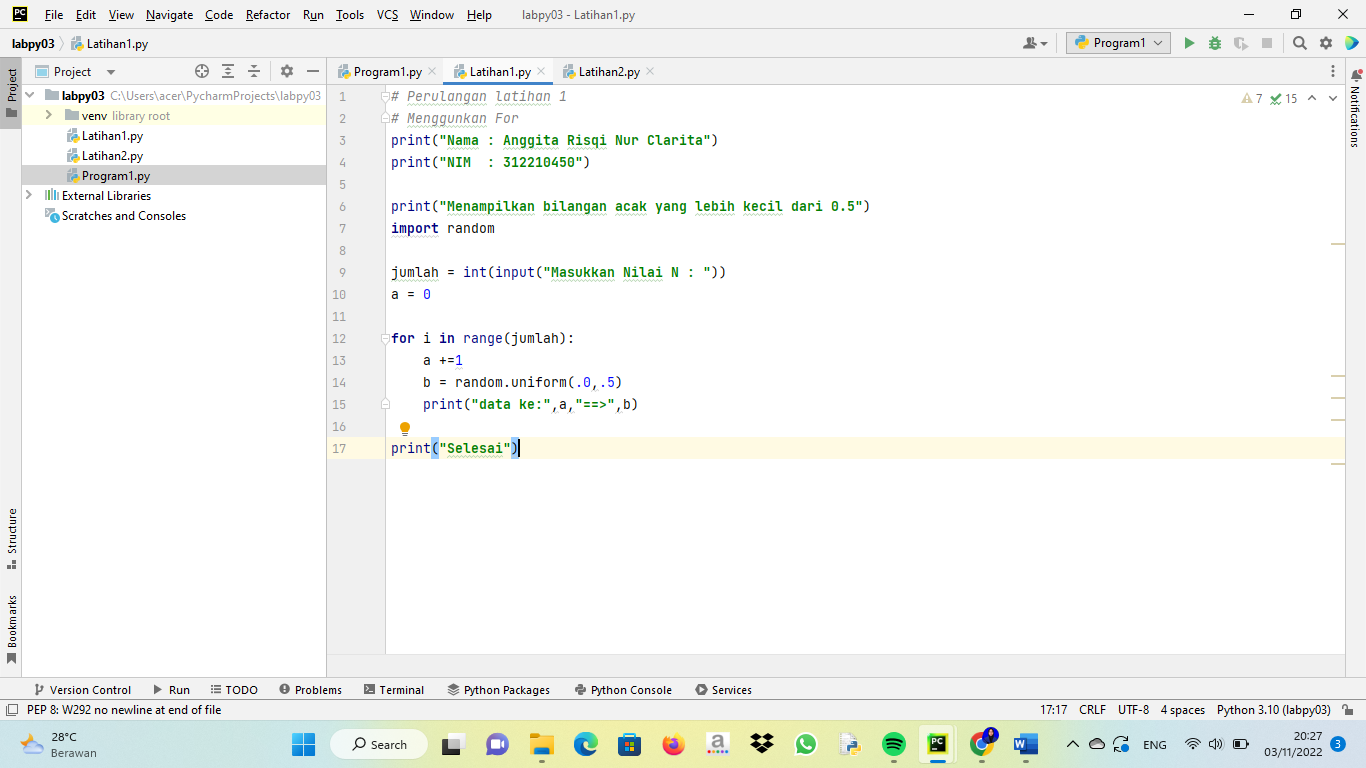 File Edit View Navigate Code Refactor Run Tools VCS Window Help labpy03 - Latihan1.py
labpy03 Latihan1.py Program1
Project Program1.py Latihan1.py Latihan2.py
labpy03 C:\Users\acer\PycharmProjects\labpy03
venv library root
Latihan1.py
Latihan2.py
Program1.py
External Libraries
Scratches and Consoles
Project
Structure
Bookmarks
1 # Perulangan latihan 1
2 # Menggunkan For
3 print("Nama : Anggita Risqi Nur Clarita")
4 print("NIM  : 312210450")
5
6 print("Menampilkan bilangan acak yang lebih kecil dari 0.5")
7 import random
8
9 jumlah = int(input("Masukkan Nilai N : "))
10 a = 0
11
12 for i in range(jumlah):
13     a +=1
14     b = random.uniform(.0,.5)
15     print("data ke:",a,"==>",b)
16
17 print("Selesai")
7 15
Notifications
Version Control Run TODO Problems Terminal Python Packages Python Console Services
PEP 8: W292 no newline at end of file 17:17 CRLF UTF-8 4 spaces Python 3.10 (labpy03)
28°C
Berawan
Search
ENG
20:27
03/11/2022
3